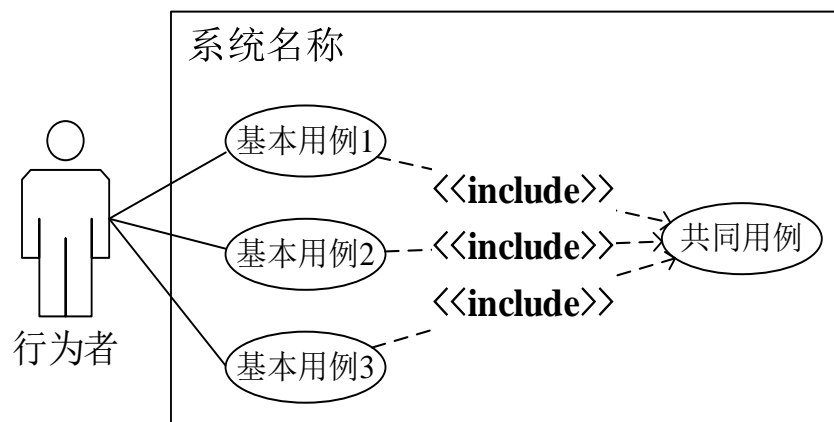 系统名称
基本用例1
<<include>>
基本用例2
<<include>>
共同用例
<<include>>
基本用例3
行为者